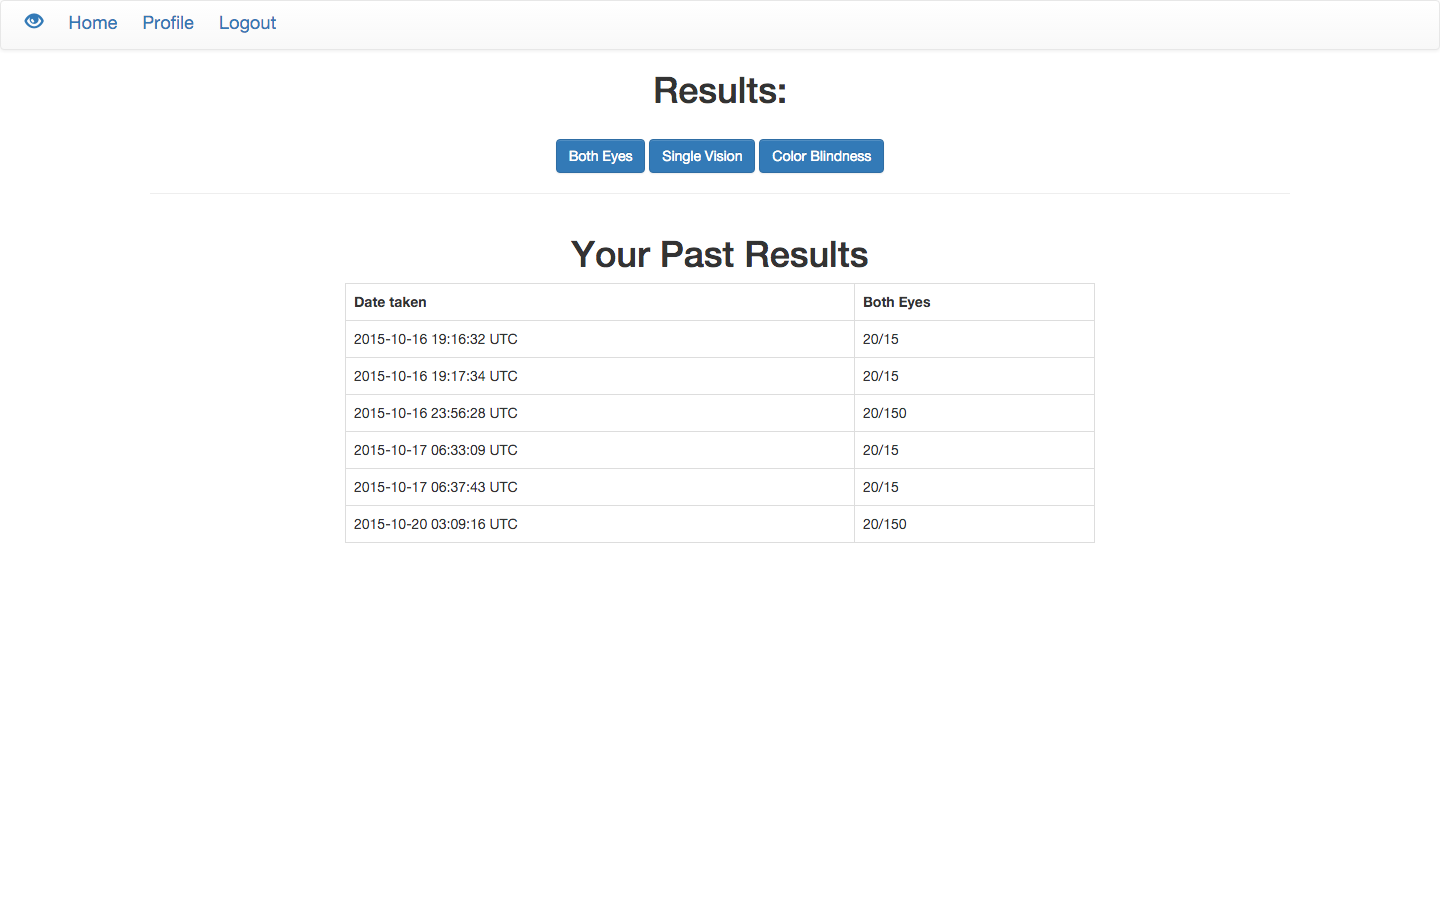 Home Profile Logout
Results:
Both Eyes Single Vision Color Blindness
Your Past Results
Date taken Both Eyes
2015-10-16 19:16:32 UTC 20/15
2015-10-16 19:17:34 UTC 20/15
2015-10-16 23:56:28 UTC 20/150
2015-10-17 06:33:09 UTC 20/15
2015-10-17 06:37:43 UTC 20/15
2015-10-20 03:09:16 UTC 20/150